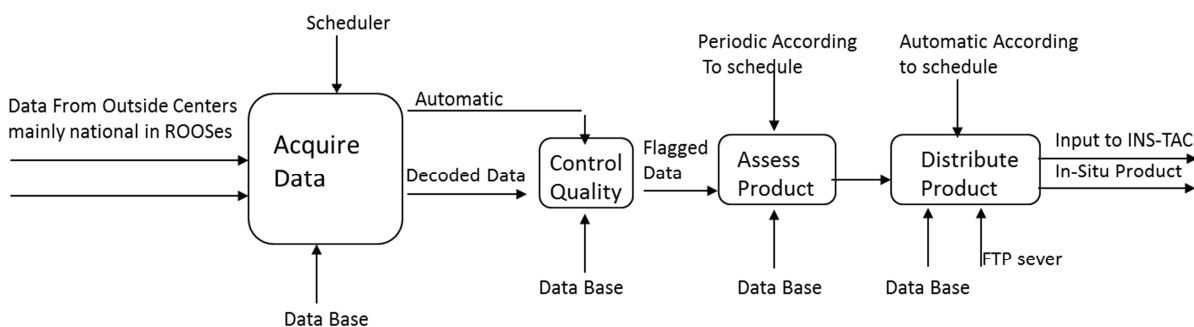 Scheduler
Periodic According
To schedule
Automatic According
to schedule
Data From Outside Centers
mainly national in ROOSes
Acquire
Data
Automatic
Decoded Data
Control
Quality
Flagged
Data
Assess
Product
Distribute
Product
Input to INS-TAC
In-Situ Product
Data Base
Data Base
Data Base
Data Base
FTP sever